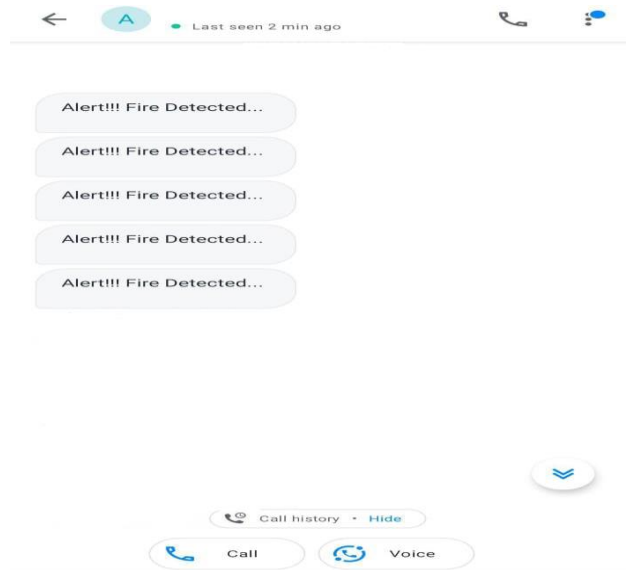 A
Last seen 2 min ago
Alert!!! Fire Detected...
Alert!!! Fire Detected...
Alert!!! Fire Detected...
Alert!!! Fire Detected...
Alert!!! Fire Detected...
Call history • Hide
Call Voice